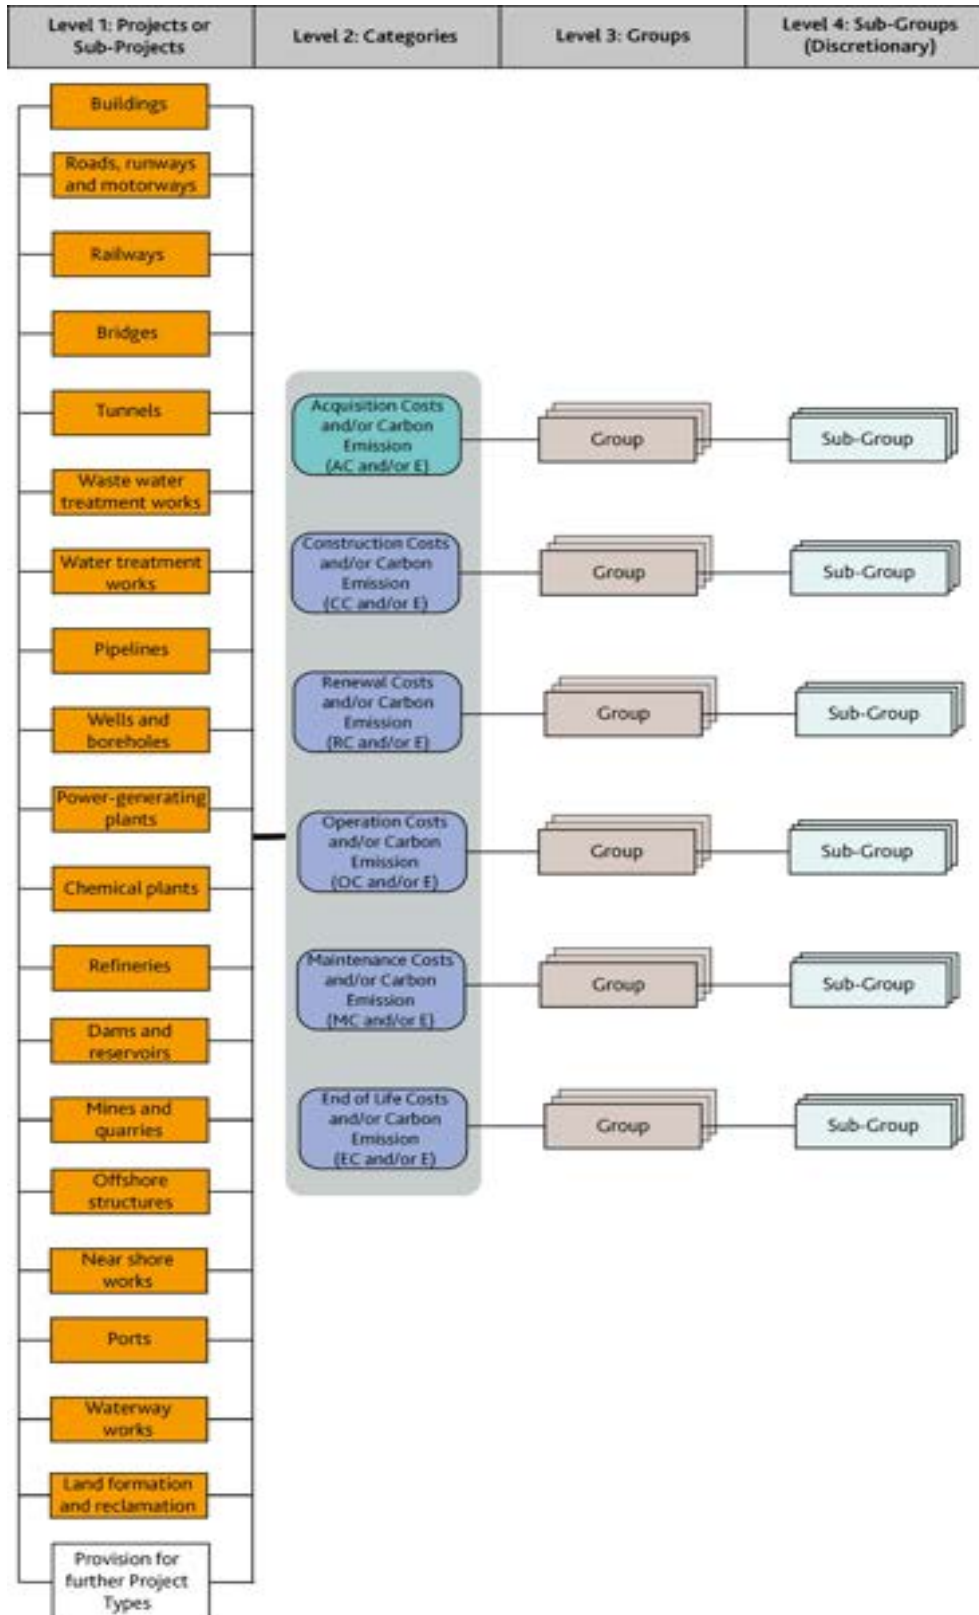 Level 1: Projects or
Sub-Projects
Level 2: Categories
Level 3: Groups
Level 4: Sub-Groups
(Discretionary)
Buildings
Roads, runways
and motorways
Railways
Bridges
Tunnels
Waste water
treatment works
Water treatment
works
Pipelines
Wells and
boreholes
Power-generating
plants
Chemical plants
Refineries
Dams and
reservoirs
Mines and
quarries
Offshore
structures
Near shore
works
Ports
Waterway
works
Land formation
and reclamation
Provision for
further Project
Types
Acquisition Costs
and/or Carbon
Emission
(AC and/or E)
Group
Sub-Group
Construction Costs
and/or Carbon
Emission
(CC and/or E)
Group
Sub-Group
Renewal Costs
and/or Carbon
Emission
(RC and/or E)
Group
Sub-Group
Operation Costs
and/or Carbon
Emission
(OC and/or E)
Group
Sub-Group
Maintenance Costs
and/or Carbon
Emission
(MC and/or E)
Group
Sub-Group
End of Life Costs
and/or Carbon
Emission
(EC and/or E)
Group
Sub-Group